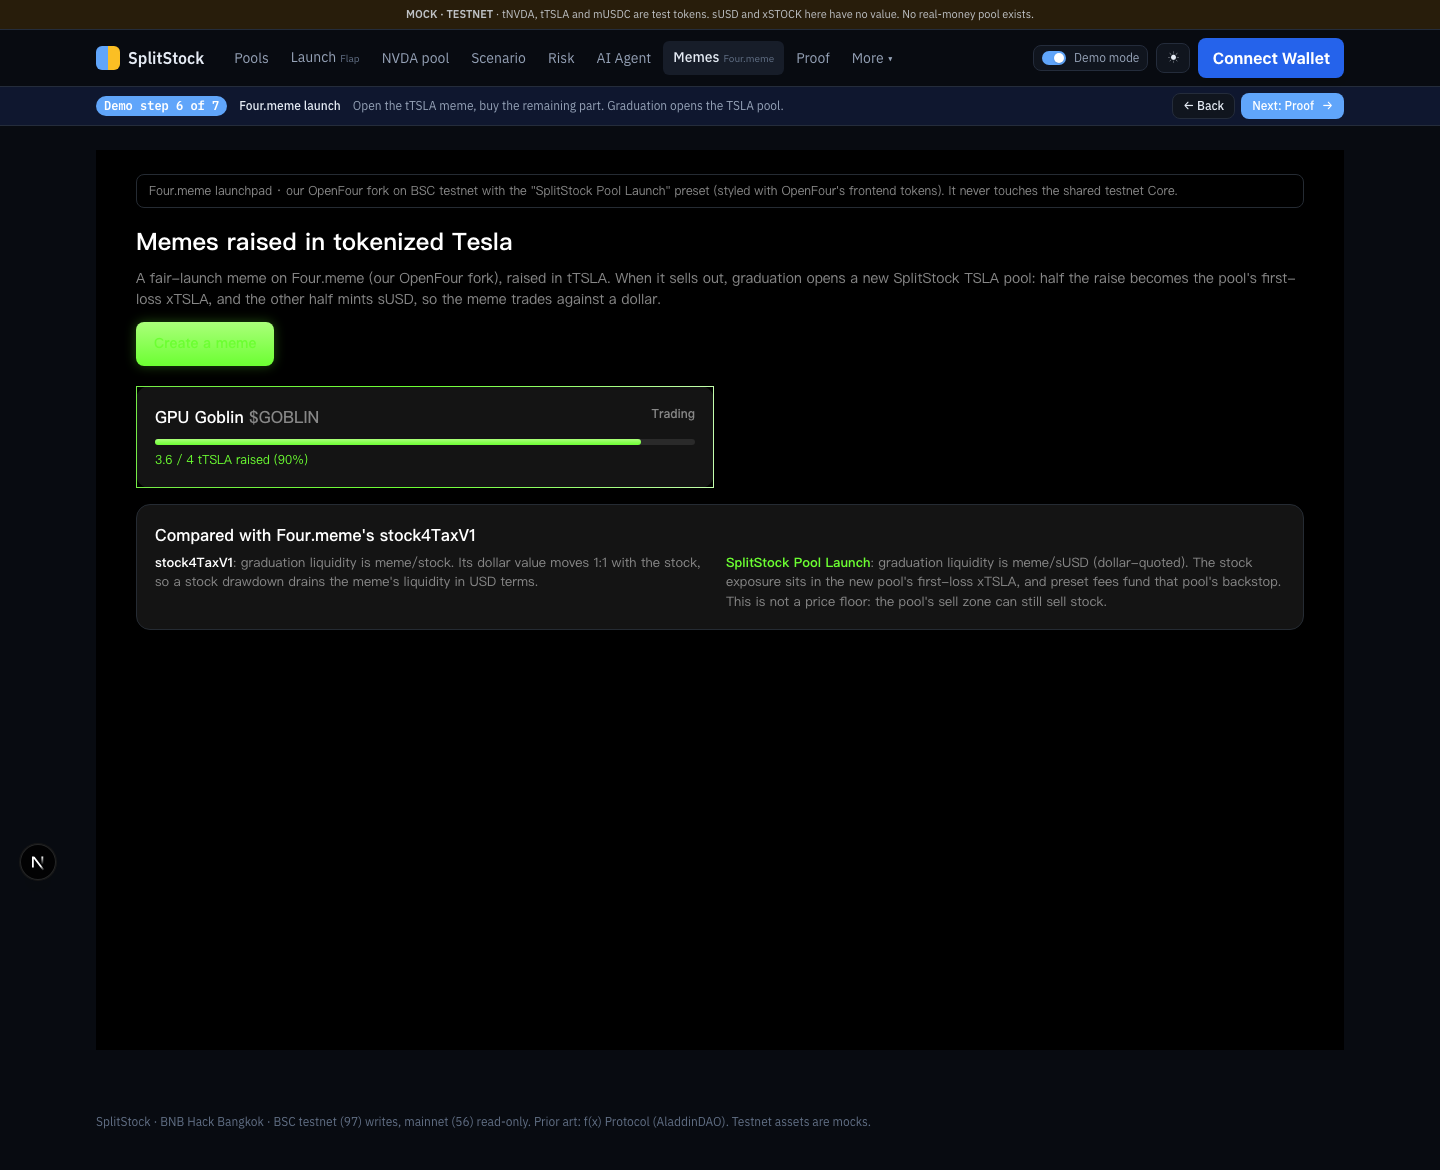 MOCK · TESTNET · tNVDA, tTSLA and mUSDC are test tokens. sUSD and xSTOCK here have no value. No real-money pool exists.
SplitStock Pools Launch Flap NVDA pool Scenario Risk AI Agent Memes Four.meme Proof More ▾ Demo mode ☀ Connect Wallet
Demo step 6 of 7 Four.meme launch Open the tTSLA meme, buy the remaining part. Graduation opens the TSLA pool. ← Back Next: Proof →
Four.meme launchpad · our OpenFour fork on BSC testnet with the "SplitStock Pool Launch" preset (styled with OpenFour's frontend tokens). It never touches the shared testnet Core.
Memes raised in tokenized Tesla
A fair-launch meme on Four.meme (our OpenFour fork), raised in tTSLA. When it sells out, graduation opens a new SplitStock TSLA pool: half the raise becomes the pool's first-
loss xTSLA, and the other half mints sUSD, so the meme trades against a dollar.
Create a meme
GPU Goblin $GOBLIN Trading
3.6 / 4 tTSLA raised (90%)
Compared with Four.meme's stock4TaxV1
stock4TaxV1: graduation liquidity is meme/stock. Its dollar value moves 1:1 with the stock,
so a stock drawdown drains the meme's liquidity in USD terms.
SplitStock Pool Launch: graduation liquidity is meme/sUSD (dollar-quoted). The stock
exposure sits in the new pool's first-loss xTSLA, and preset fees fund that pool's backstop.
This is not a price floor: the pool's sell zone can still sell stock.
N
SplitStock · BNB Hack Bangkok · BSC testnet (97) writes, mainnet (56) read-only. Prior art: f(x) Protocol (AladdinDAO). Testnet assets are mocks.